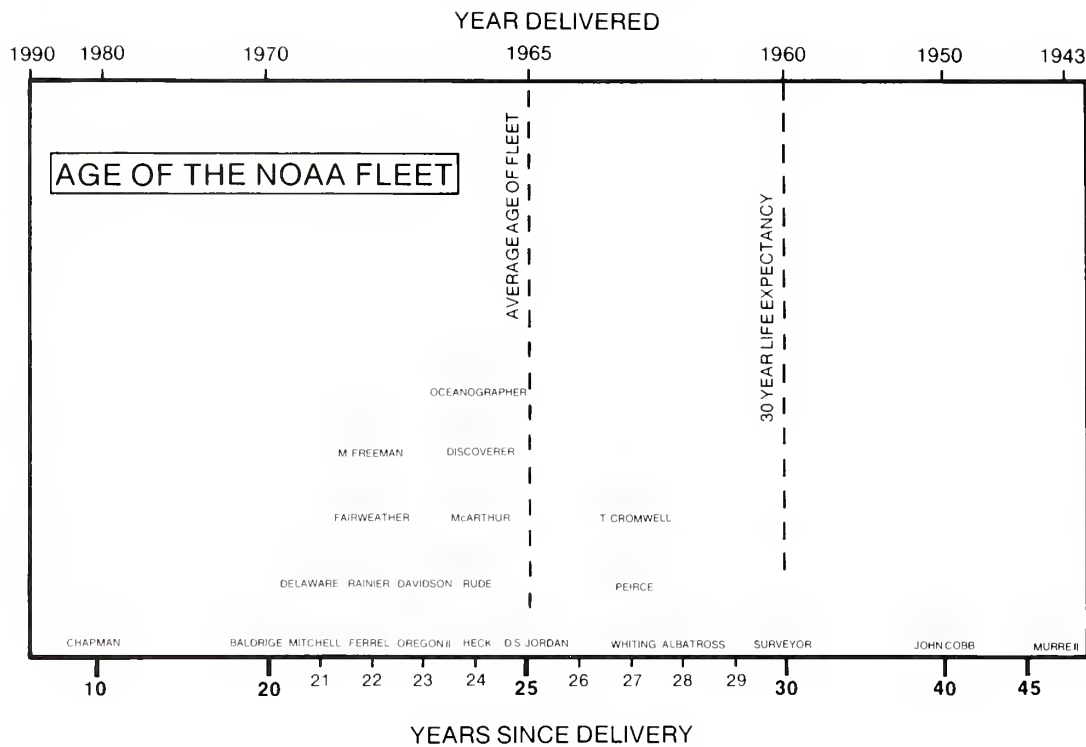 YEAR DELIVERED
1990 1980 1970 1965 1960 1950 1943
AGE OF THE NOAA FLEET
AVERAGE AGE OF FLEET
30 YEAR LIFE EXPECTANCY
OCEANOGRAPHER
M FREEMAN DISCOVERER
FAIRWEATHER McARTHUR T CROMWELL
DELAWARE RAINIER DAVIDSON RUDE PEIRCE
CHAPMAN BALDRIGE MITCHELL FERREL OREGON II HECK D S JORDAN WHITING ALBATROSS SURVEYOR JOHN COBB MURRE II
10 20 21 22 23 24 25 26 27 28 29 30 40 45
YEARS SINCE DELIVERY